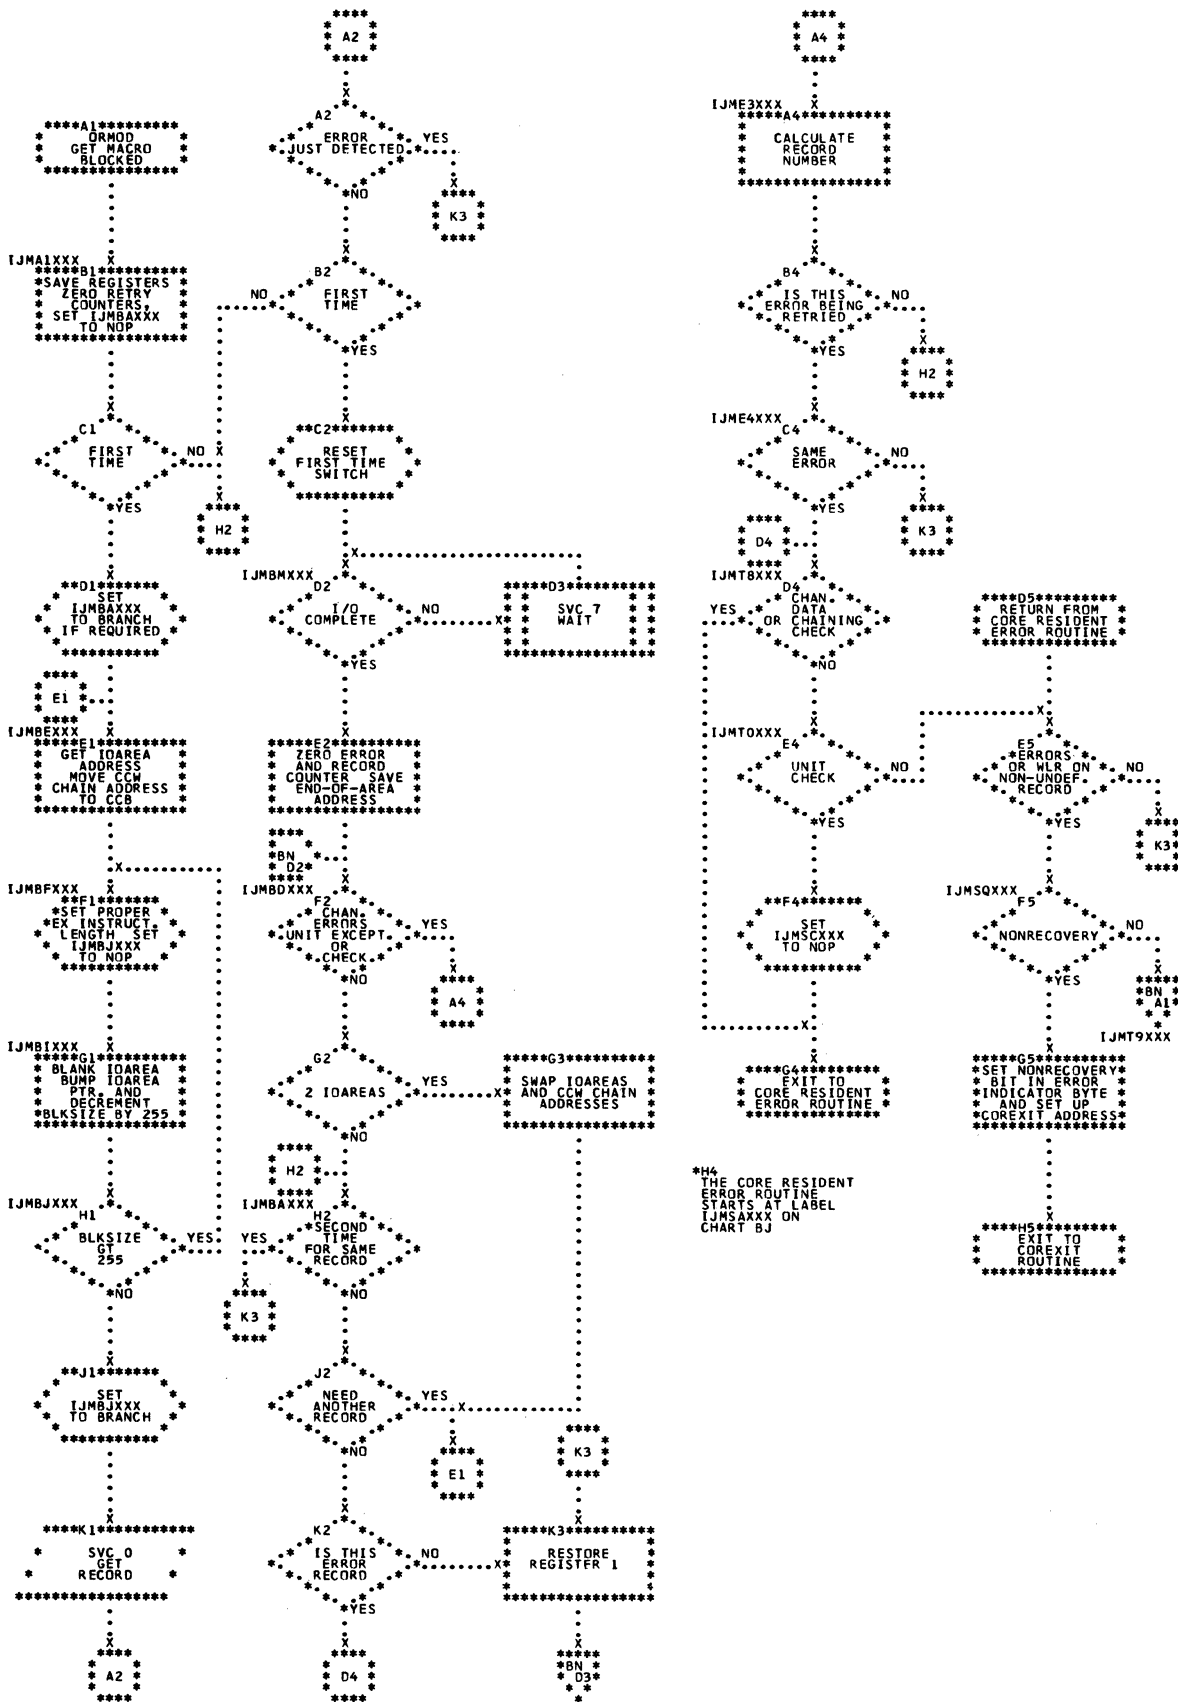 A2
A4
A2
ERROR
JUST DETECTED
YES
NO
K3
IJME3XXX
A4
CALCULATE
RECORD
NUMBER
A1
ORMOD
GET MACRO
BLOCKED
IJMA1XXX
B1
SAVE REGISTERS
ZERO RETRY
COUNTERS,
SET IJMBAXXX
TO NOP
B2
FIRST
TIME
NO
YES
B4
IS THIS
ERROR BEING
RETRIED
NO
YES
H2
C1
FIRST
TIME
NO
YES
H2
C2
RESET
FIRST TIME
SWITCH
IJME4XXX
C4
SAME
ERROR
NO
YES
K3
D4
D1
SET
IJMBAXXX
TO BRANCH
IF REQUIRED
IJMBMXXX
D2
I/O
COMPLETE
NO
YES
D3
SVC 7
WAIT
IJMT8XXX
D4
CHAN.
DATA
OR CHAINING
CHECK
YES
NO
D5
RETURN FROM
CORE RESIDENT
ERROR ROUTINE
E1
IJMBEXXX
E1
GET IOAREA
ADDRESS
MOVE CCW
CHAIN ADDRESS
TO CCB
E2
ZERO ERROR
AND RECORD
COUNTER SAVE
END-OF-AREA
ADDRESS
IJMT0XXX
E4
UNIT
CHECK
NO
YES
E5
ERRORS
OR WLR ON
NON-UNDEF.
RECORD
NO
YES
K3
BN
D2
IJMBFXXX
F1
SET PROPER
EX INSTRUCT.
LENGTH SET
IJMBJXXX
TO NOP
IJMBDXXX
F2
CHAN.
ERRORS
UNIT EXCEPT
OR
CHECK
YES
NO
A4
F4
SET
IJMSCXXX
TO NOP
IJMSQXXX
F5
NONRECOVERY
NO
YES
BN
A1
IJMT9XXX
IJMBIXXX
G1
BLANK IOAREA
BUMP IOAREA
PTR. AND
DECREMENT
BLKSIZE BY 255
G2
2 IOAREAS
YES
NO
G3
SWAP IOAREAS
AND CCW CHAIN
ADDRESSES
G4
EXIT TO
CORE RESIDENT
ERROR ROUTINE
G5
SET NONRECOVERY
BIT IN ERROR
INDICATOR BYTE
AND SET UP
COREXIT ADDRESS
H2
IJMBJXXX
H1
BLKSIZE
GT
255
YES
NO
IJMBAXXX
H2
SECOND
TIME
FOR SAME
RECORD
YES
NO
K3
*H4
THE CORE RESIDENT
ERROR ROUTINE
STARTS AT LABEL
IJMSAXXX ON
CHART BJ
H5
EXIT TO
COREXIT
ROUTINE
J1
SET
IJMBJXXX
TO BRANCH
J2
NEED
ANOTHER
RECORD
YES
NO
E1
K3
K1
SVC 0
GET
RECORD
K2
IS THIS
ERROR
RECORD
NO
YES
K3
RESTORE
REGISTER 1
A2
D4
BN
D3